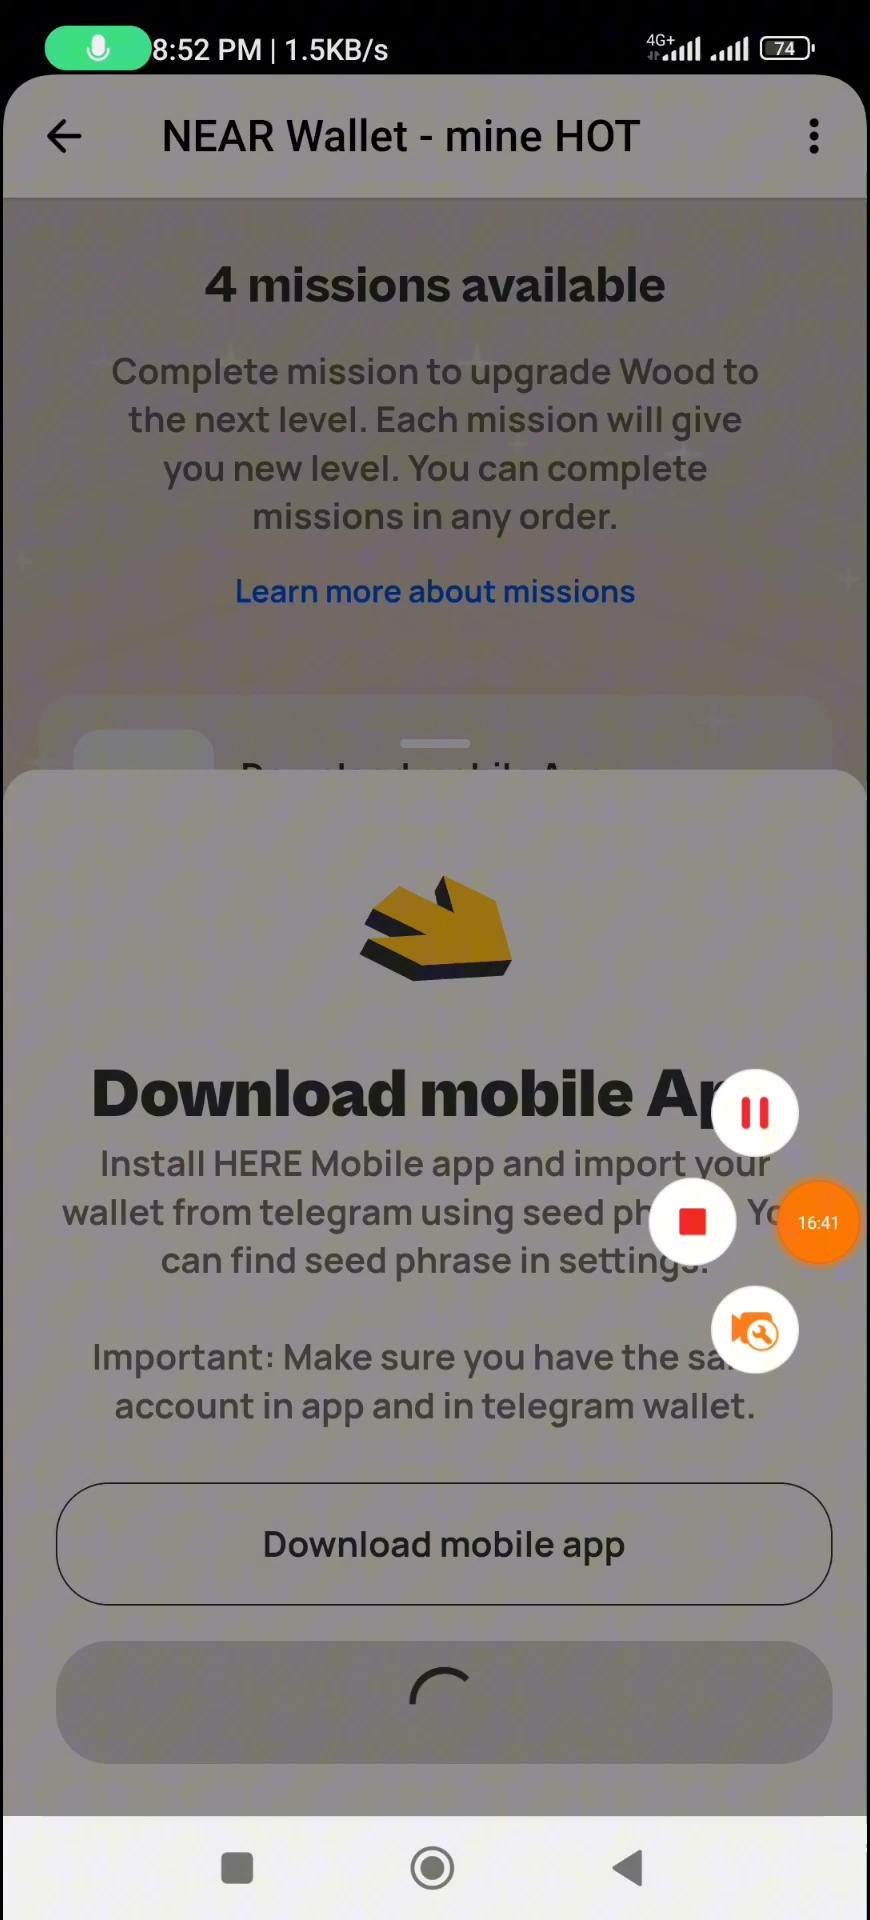 8:52 PM | 1.5KB/s 4G+ 74
NEAR Wallet - mine HOT
4 missions available
Complete mission to upgrade Wood to
the next level. Each mission will give
you new level. You can complete
missions in any order.
Learn more about missions
Download mobile App
Download mobile
Install HERE Mobile app and import your
wallet from telegram using seed
16:41
can find seed phrase in settings.
Important: Make sure you have the
account in app and in telegram wallet.
Download mobile app